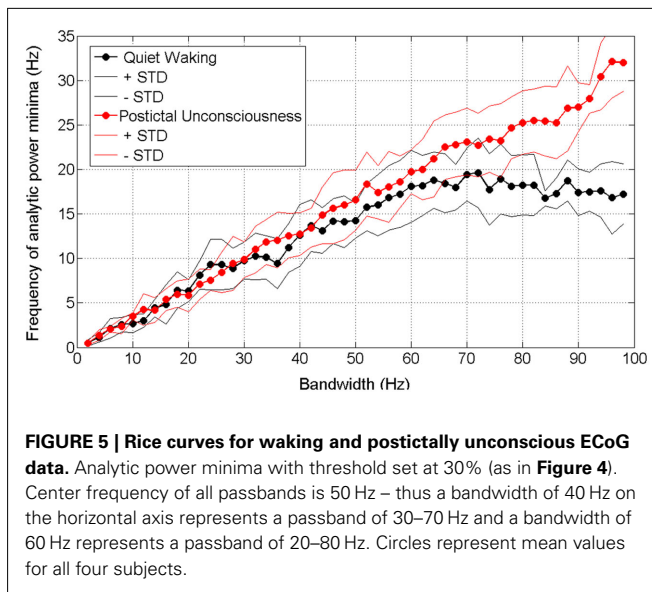 Frequency of analytic power minima (Hz)
35
30
25
20
15
10
5
0
Quiet Waking
+ STD
- STD
Postictal Unconsciousness
+ STD
- STD
0 10 20 30 40 50 60 70 80 90 100
Bandwidth (Hz)
FIGURE 5 | Rice curves for waking and postictally unconscious ECoG
data. Analytic power minima with threshold set at 30% (as in Figure 4).
Center frequency of all passbands is 50 Hz – thus a bandwidth of 40 Hz on
the horizontal axis represents a passband of 30–70 Hz and a bandwidth of
60 Hz represents a passband of 20–80 Hz. Circles represent mean values
for all four subjects.